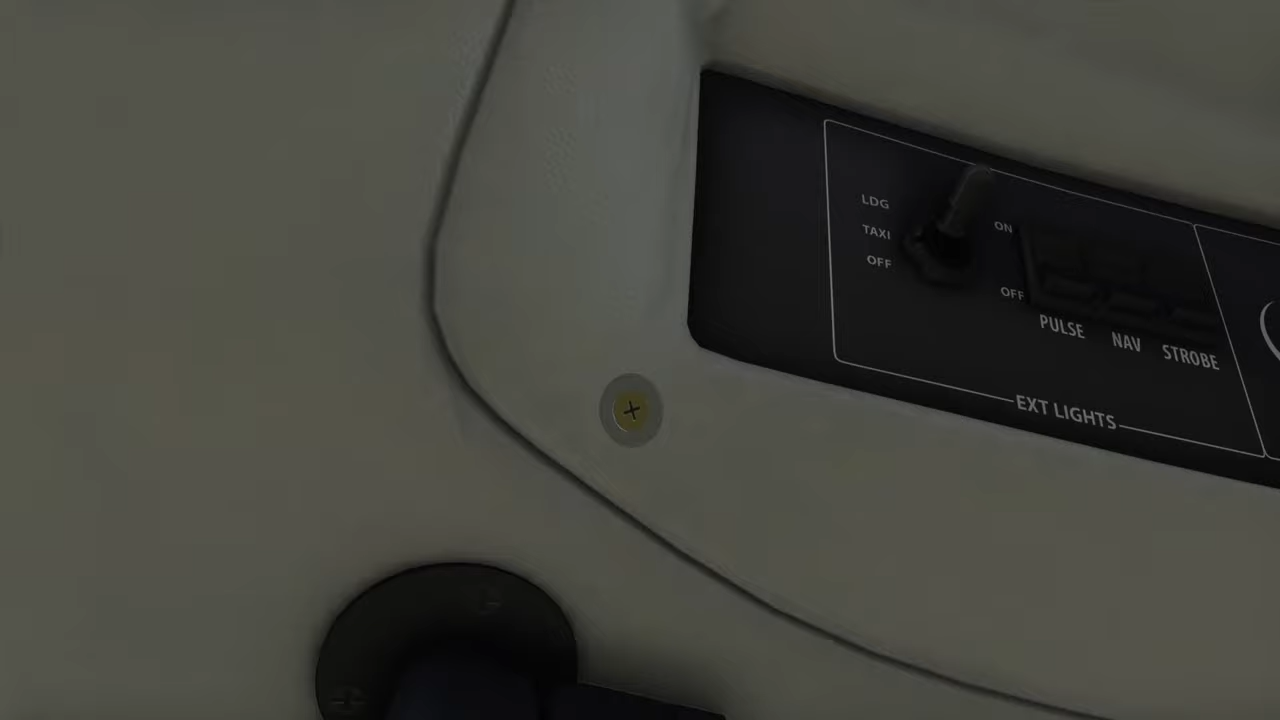 LDG
TAXI
OFF
ON
OFF
PULSE NAV STROBE
EXT LIGHTS